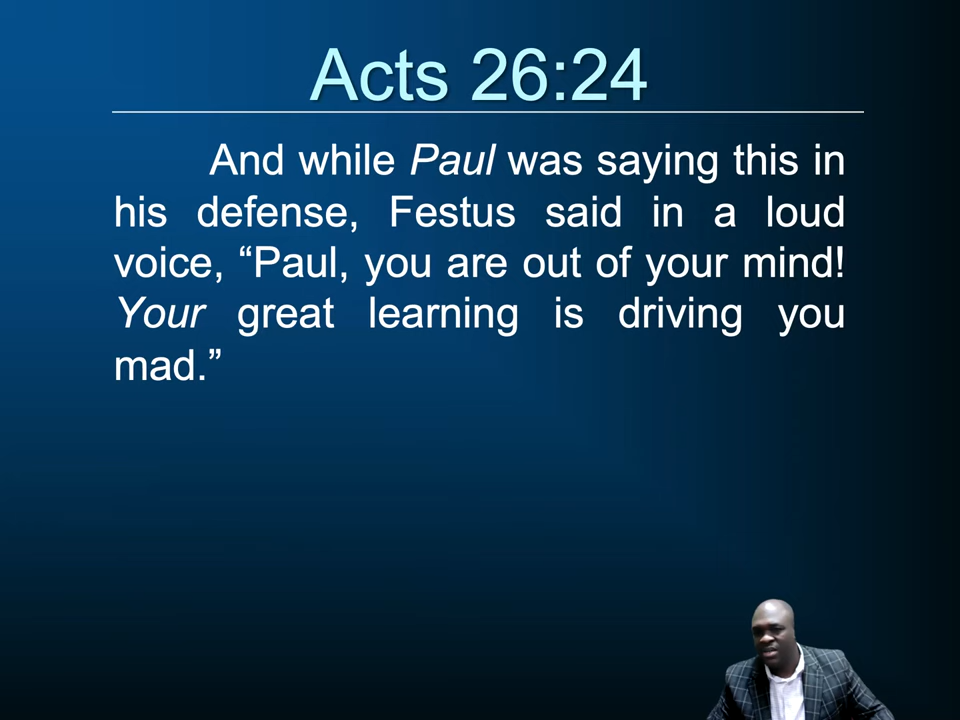 Acts 26:24
And while Paul was saying this in
his defense, Festus said in a loud
voice, “Paul, you are out of your mind!
Your great learning is driving you
mad.”